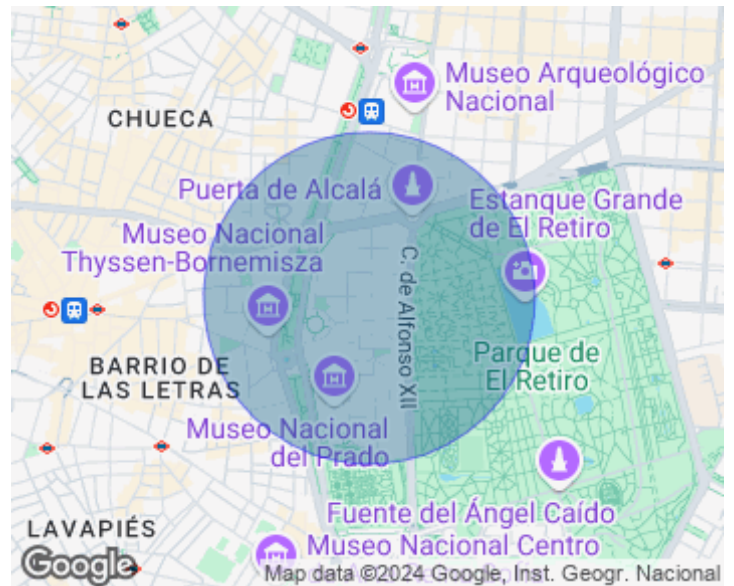 Museo Arqueológico
Nacional
CHUECA
Puerta de Alcalá
Estanque Grande
de El Retiro
Museo Nacional
Thyssen-Bornemisza
C. de Alfonso XII
Parque de
El Retiro
BARRIO DE
LAS LETRAS
Museo Nacional
del Prado
Fuente del Ángel Caído
LAVAPIÉS
Museo Nacional Centro
Google
Map data ©2024 Google, Inst. Geogr. Nacional